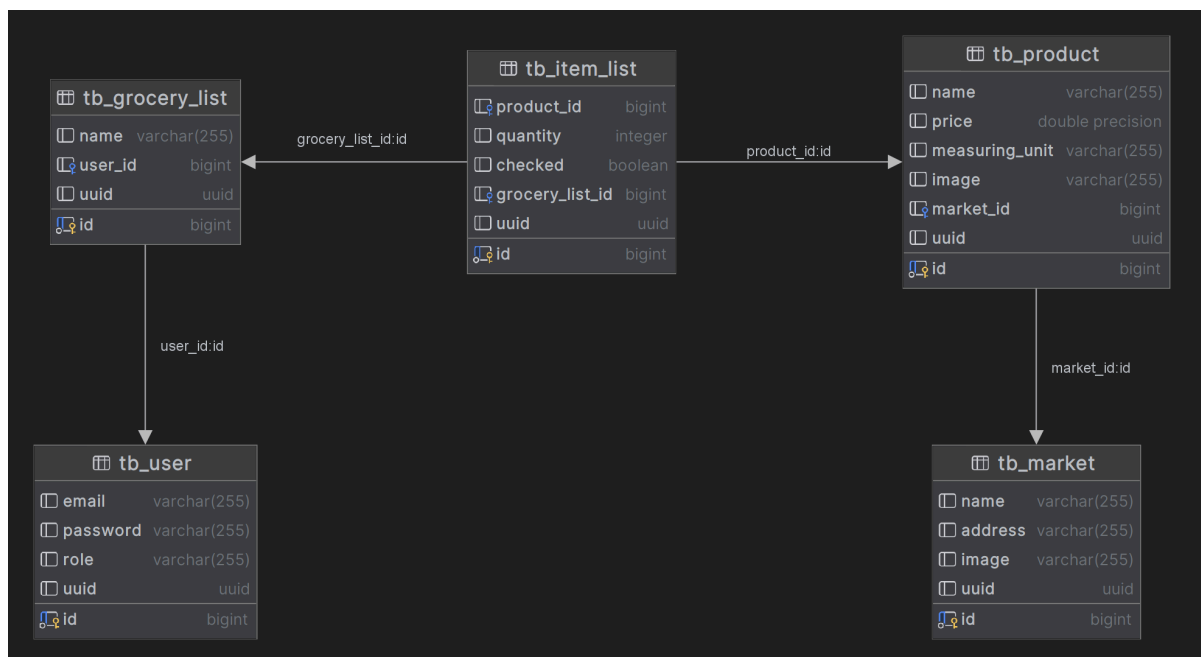 tb_grocery_list
name varchar(255)
user_id bigint
uuid uuid
id bigint
grocery_list_id:id
tb_item_list
product_id bigint
quantity integer
checked boolean
grocery_list_id bigint
uuid uuid
id bigint
product_id:id
tb_product
name varchar(255)
price double precision
measuring_unit varchar(255)
image varchar(255)
market_id bigint
uuid uuid
id bigint
user_id:id
market_id:id
tb_user
email varchar(255)
password varchar(255)
role varchar(255)
uuid uuid
id bigint
tb_market
name varchar(255)
address varchar(255)
image varchar(255)
uuid uuid
id bigint